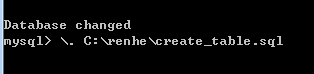 Database changed
mysql> \. C:\renhe\create_table.sql